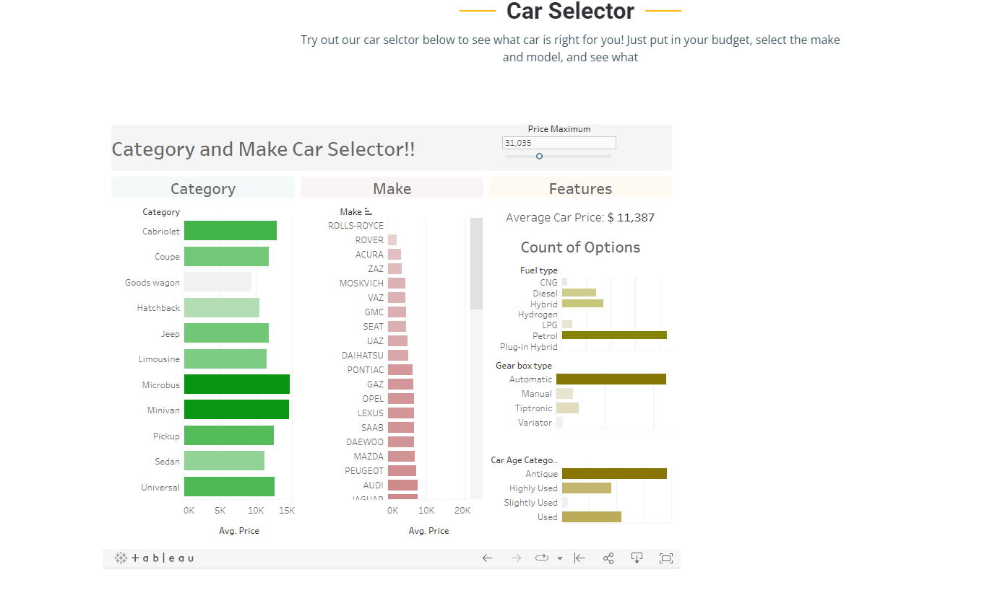 Car Selector
Try out our car selctor below to see what car is right for you! Just put in your budget, select the make
and model, and see what
Price Maximum
31,035
Category and Make Car Selector!!
Category
Make
Features
Category
Cabriolet
Coupe
Goods wagon
Hatchback
Jeep
Limousine
Microbus
Minivan
Pickup
Sedan
Universal
0K 5K 10K 15K
Avg. Price
Make
ROLLS-ROYCE
ROVER
ACURA
ZAZ
MOSKVICH
VAZ
GMC
SEAT
UAZ
DAIHATSU
PONTIAC
GAZ
OPEL
LEXUS
SAAB
DAEWOO
MAZDA
PEUGEOT
AUDI
JAGUAR
0K 10K 20K
Avg. Price
Average Car Price: $ 11,387
Count of Options
Fuel type
CNG
Diesel
Hybrid
Hydrogen
LPG
Petrol
Plug-in Hybrid
Gear box type
Automatic
Manual
Tiptronic
Variator
Car Age Catego..
Antique
Highly Used
Slightly Used
Used
+ a b | e a u